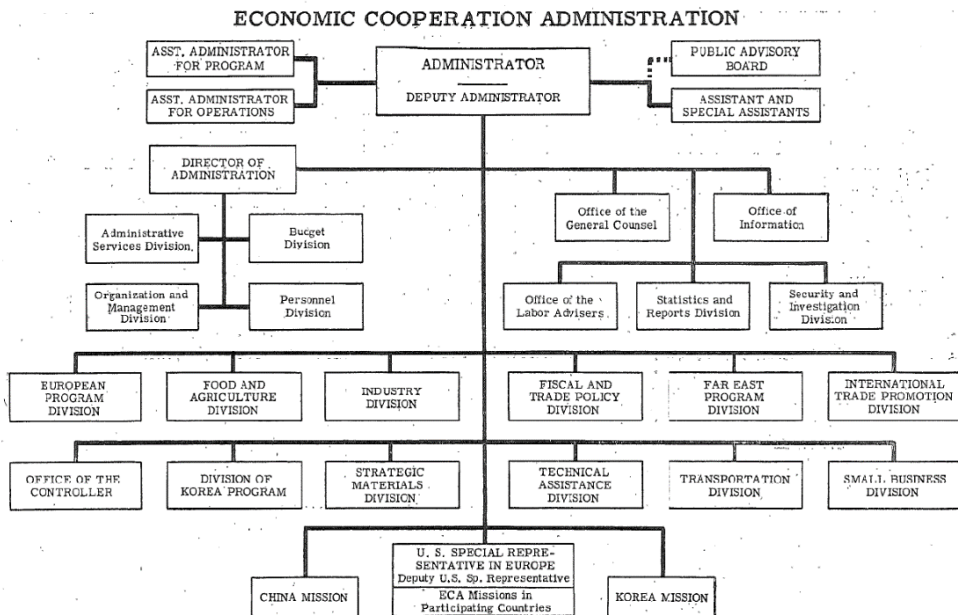 ECONOMIC COOPERATION ADMINISTRATION
ASST. ADMINISTRATOR
FOR PROGRAM
ADMINISTRATOR
DEPUTY ADMINISTRATOR
PUBLIC ADVISORY
BOARD
ASST. ADMINISTRATOR
FOR OPERATIONS
ASSISTANT AND
SPECIAL ASSISTANTS
DIRECTOR OF
ADMINISTRATION
Administrative
Services Division
Budget
Division
Office of the
General Counsel
Office of
Information
Organization and
Management
Division
Personnel
Division
Office of the
Labor Advisers
Statistics and
Reports Division
Security and
Investigation
Division
EUROPEAN
PROGRAM
DIVISION
FOOD AND
AGRICULTURE
DIVISION
INDUSTRY
DIVISION
FISCAL AND
TRADE POLICY
DIVISION
FAR EAST
PROGRAM
DIVISION
INTERNATIONAL
TRADE PROMOTION
DIVISION
OFFICE OF THE
CONTROLLER
DIVISION OF
KOREA PROGRAM
STRATEGIC
MATERIALS
DIVISION
TECHNICAL
ASSISTANCE
DIVISION
TRANSPORTATION
DIVISION
SMALL BUSINESS
DIVISION
CHINA MISSION
U. S. SPECIAL REPRE-
SENTATIVE IN EUROPE
Deputy U.S. Sp. Representative
ECA Missions in
Participating Countries
KOREA MISSION